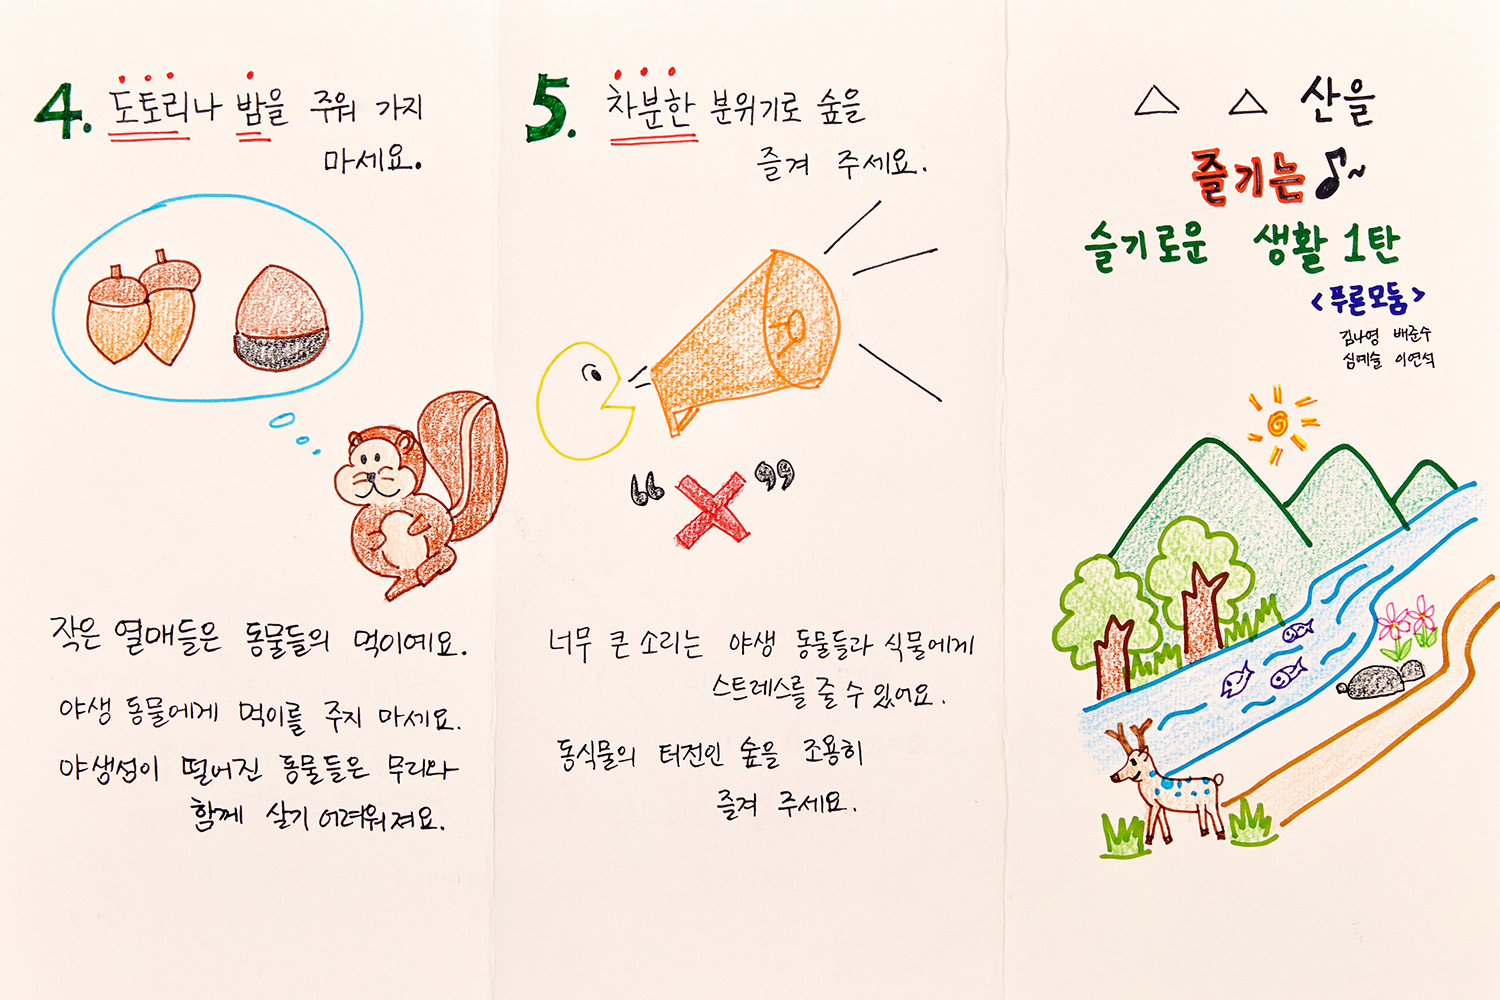 4. 도토리나 밤을 주워 가지
마세요.
작은 열매들은 동물들의 먹이예요.
야생 동물에게 먹이를 주지 마세요.
야생성이 떨어진 동물들은 무리와
함께 살기 어려워져요.
5. 차분한 분위기로 숲을
즐겨 주세요.
“ ”
너무 큰 소리는 야생 동물들과 식물에게
스트레스를 줄 수 있어요.
동식물의 터전인 숲을 조용히
즐겨 주세요.
△ △ 산을
즐기는♪~
슬기로운 생활 1탄
<푸른모둠>
김나영 배준수
심예슬 이연석